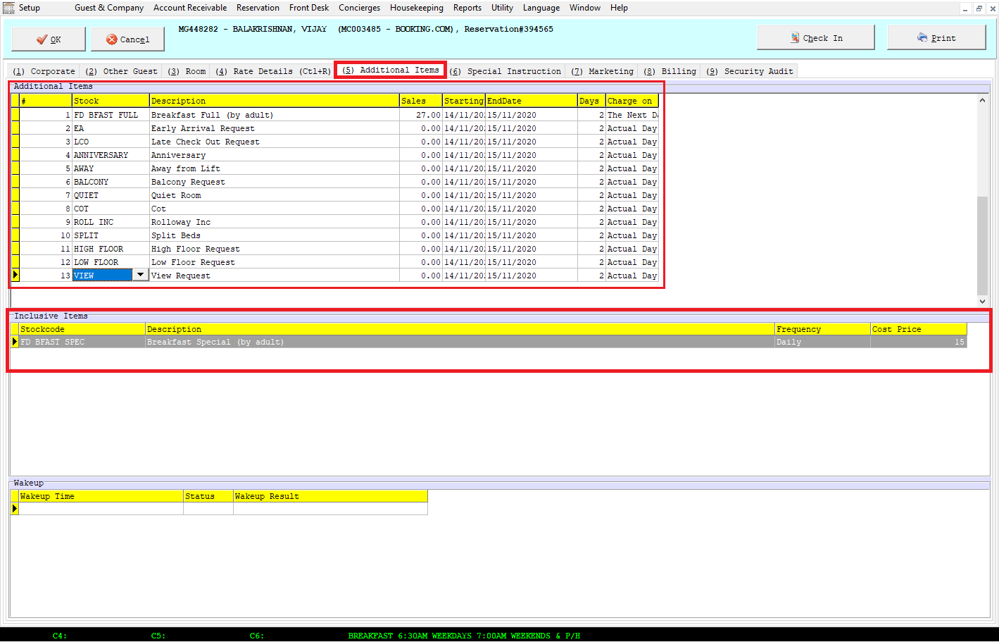 Setup Guest & Company Account Receivable Reservation Front Desk Concierges Housekeeping Reports Utility Language Window Help
OK Cancel MG448282 - BALAKRISHNAN, VIJAY (MC003485 - BOOKING.COM), Reservation#394565 Check In Print
(1) Corporate (2) Other Guest (3) Room (4) Rate Details (Ctl+R) (5) Additional Items (6) Special Instruction (7) Marketing (8) Billing (9) Security Audit
Additional Items
# Stock Description Sales Starting EndDate Days Charge on
1 FD BFAST FULL Breakfast Full (by adult) 27.00 14/11/20 15/11/2020 2 The Next D
2 EA Early Arrival Request 0.00 14/11/20 15/11/2020 2 Actual Day
3 LCO Late Check Out Request 0.00 14/11/20 15/11/2020 2 Actual Day
4 ANNIVERSARY Anniversary 0.00 14/11/20 15/11/2020 2 Actual Day
5 AWAY Away from Lift 0.00 14/11/20 15/11/2020 2 Actual Day
6 BALCONY Balcony Request 0.00 14/11/20 15/11/2020 2 Actual Day
7 QUIET Quiet Room 0.00 14/11/20 15/11/2020 2 Actual Day
8 COT Cot 0.00 14/11/20 15/11/2020 2 Actual Day
9 ROLL INC Rolloway Inc 0.00 14/11/20 15/11/2020 2 Actual Day
10 SPLIT Split Beds 0.00 14/11/20 15/11/2020 2 Actual Day
11 HIGH FLOOR High Floor Request 0.00 14/11/20 15/11/2020 2 Actual Day
12 LOW FLOOR Low Floor Request 0.00 14/11/20 15/11/2020 2 Actual Day
13 VIEW View Request 0.00 14/11/20 15/11/2020 2 Actual Day
Inclusive Items
Stockcode Description Frequency Cost Price
FD BFAST SPEC Breakfast Special (by adult) Daily 15
Wakeup
Wakeup Time Status Wakeup Result
C4: C5: C6: BREAKFAST 6:30AM WEEKDAYS 7:00AM WEEKENDS & P/H